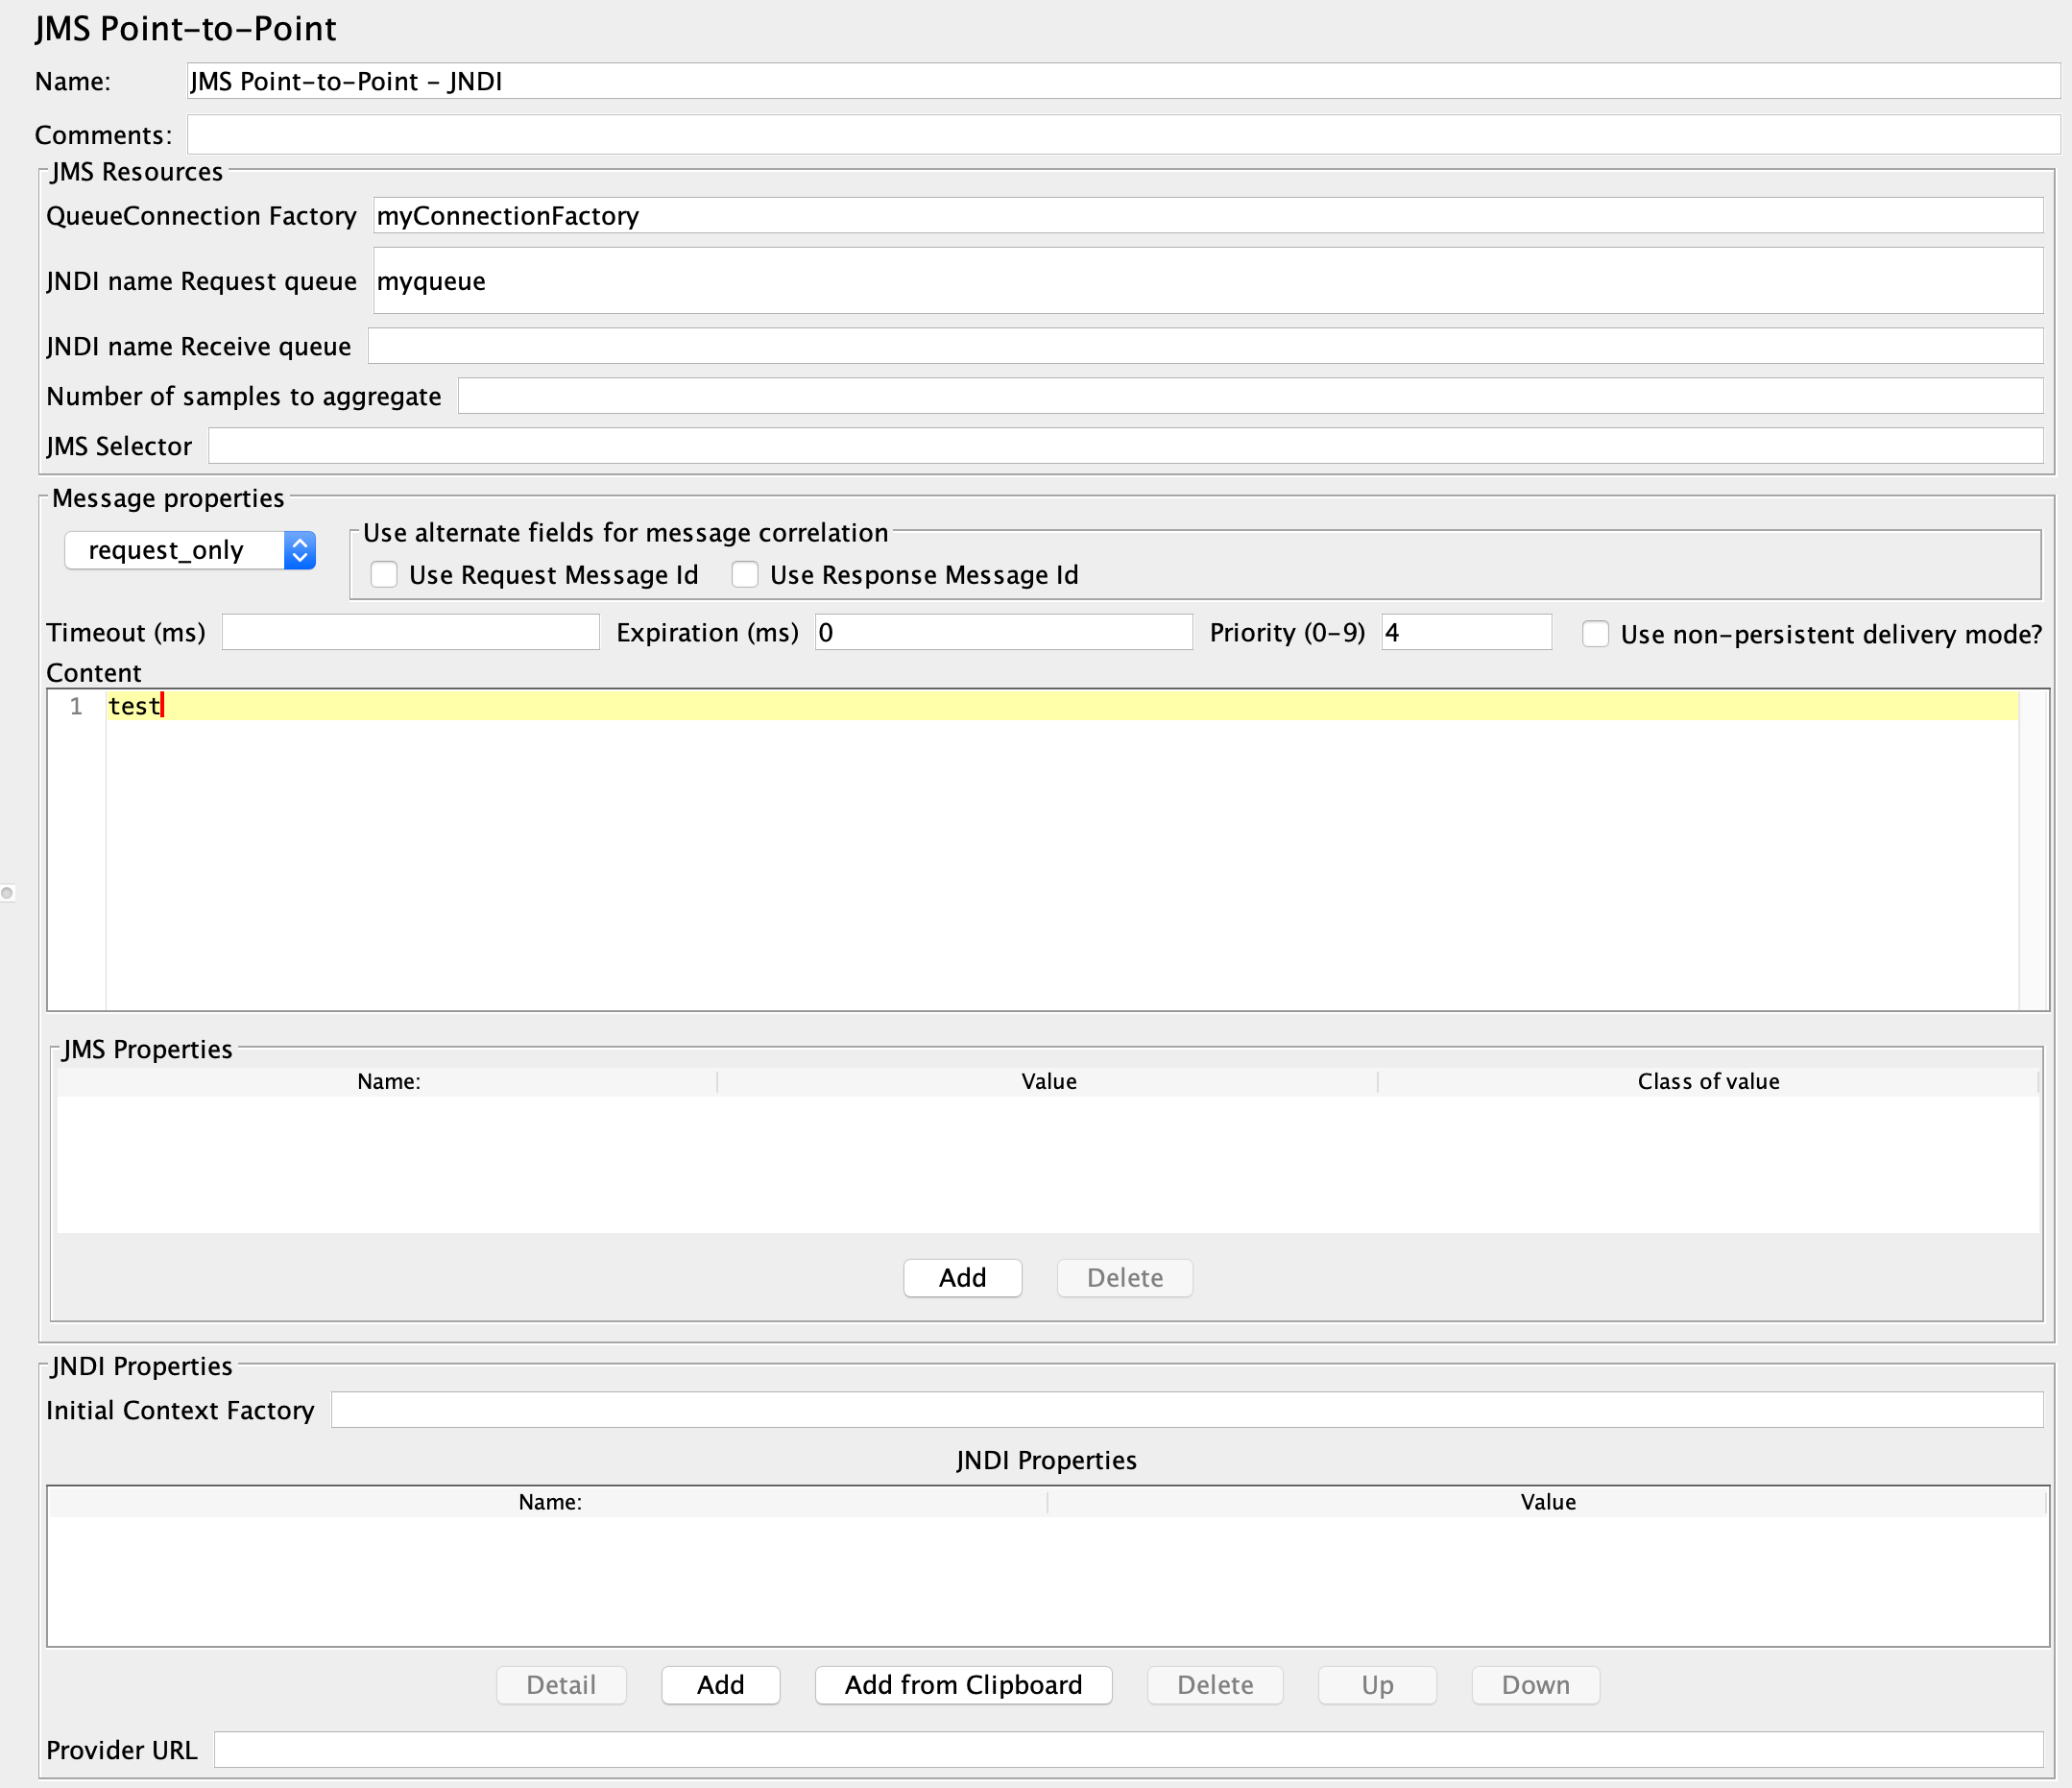 JMS Point-to-Point
Name: JMS Point-to-Point - JNDI
Comments:
JMS Resources
QueueConnection Factory myConnectionFactory
JNDI name Request queue myqueue
JNDI name Receive queue
Number of samples to aggregate
JMS Selector
Message properties
request_only
Use alternate fields for message correlation
Use Request Message Id Use Response Message Id
Timeout (ms) Expiration (ms) 0 Priority (0-9) 4 Use non-persistent delivery mode?
Content
1 test
JMS Properties
Name: Value Class of value
Add Delete
JNDI Properties
Initial Context Factory
JNDI Properties
Name: Value
Detail Add Add from Clipboard Delete Up Down
Provider URL